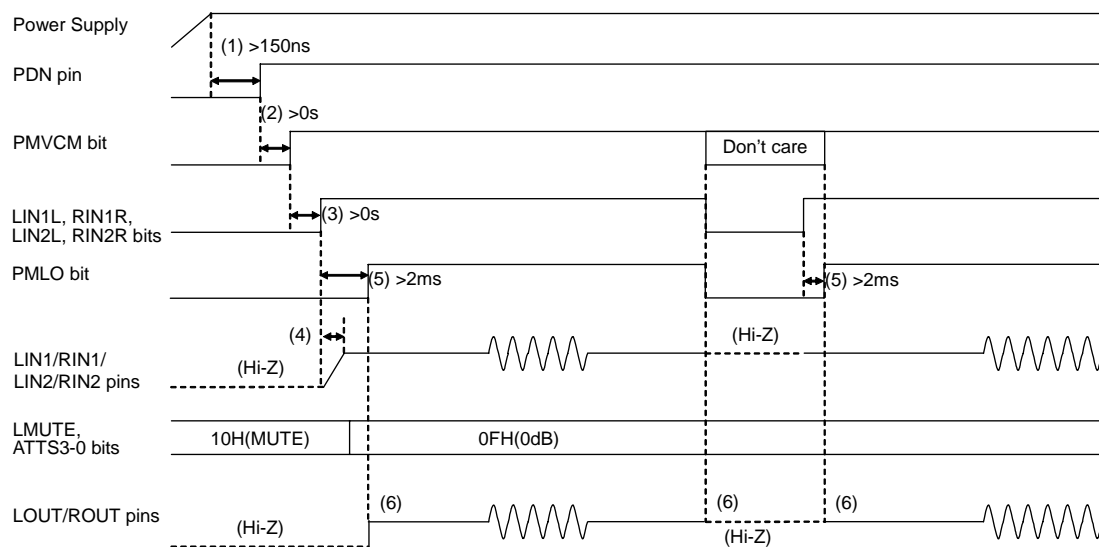 Power Supply
(1) >150ns
PDN pin
(2) >0s
PMVCM bit
Don't care
LIN1L, RIN1R,
LIN2L, RIN2R bits
(3) >0s
PMLO bit
(5) >2ms
(5) >2ms
(4)
LIN1/RIN1/
LIN2/RIN2 pins
(Hi-Z)
(Hi-Z)
LMUTE,
ATTS3-0 bits
10H(MUTE)
0FH(0dB)
LOUT/ROUT pins
(6)
(6)
(6)
(Hi-Z)
(Hi-Z)